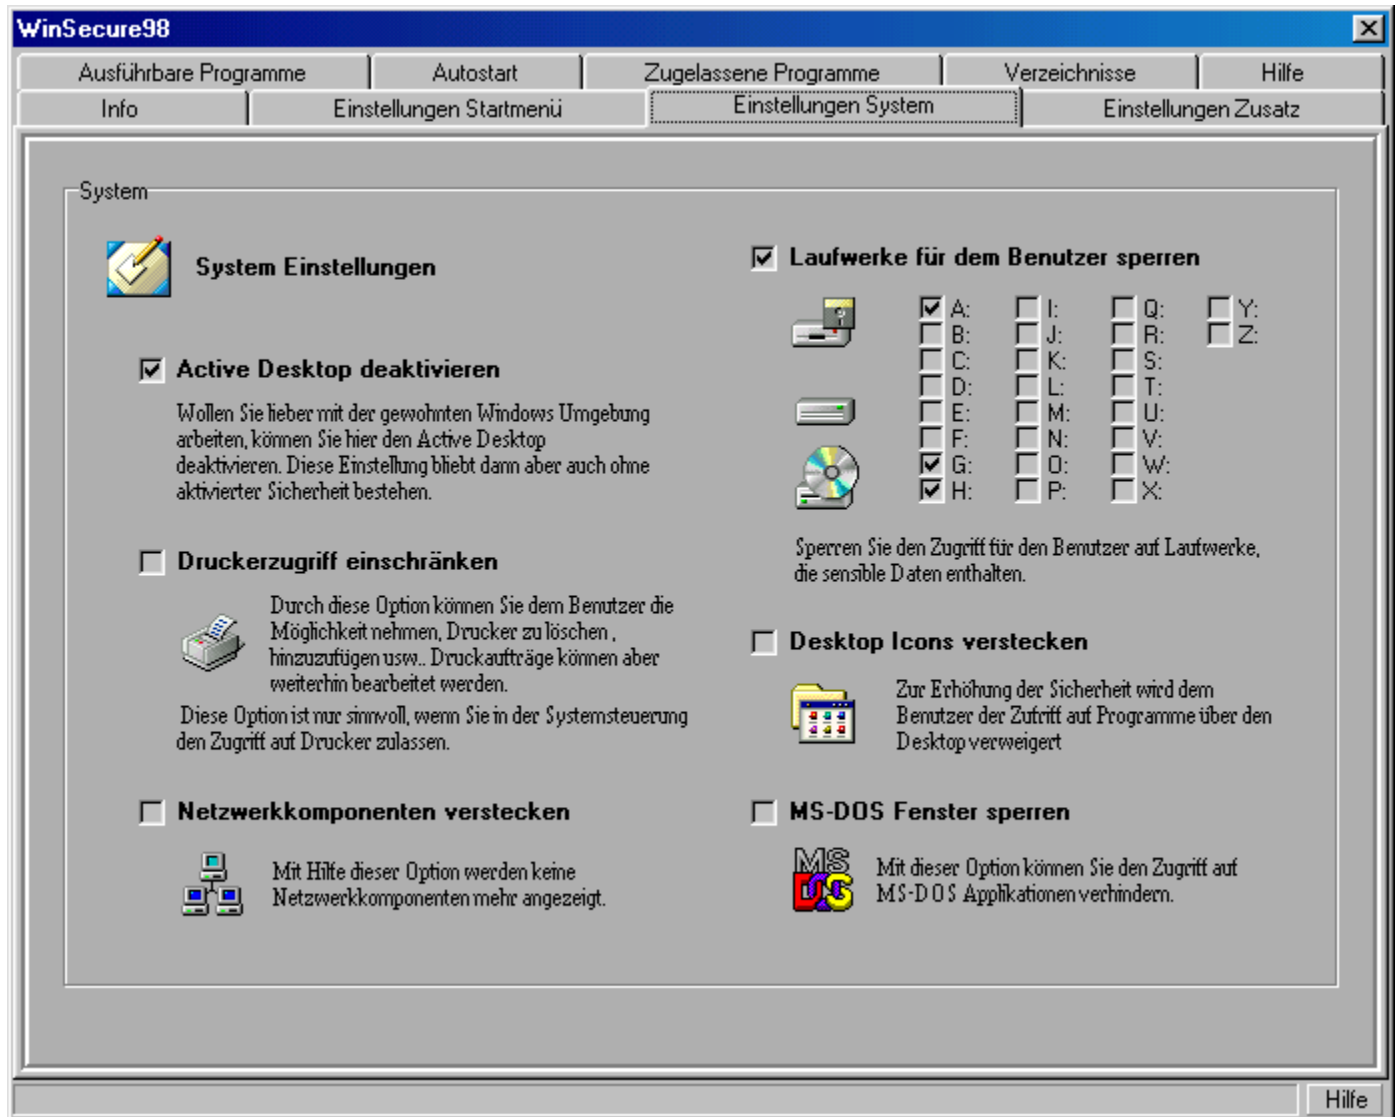 WinSecure98
Ausführbare Programme
Autostart
Zugelassene Programme
Verzeichnisse
Hilfe
Info
Einstellungen Startmenü
Einstellungen System
Einstellungen Zusatz
System
System Einstellungen
Active Desktop deaktivieren
Wollen Sie lieber mit der gewohnten Windows Umgebung
arbeiten, können Sie hier den Active Desktop
deaktivieren. Diese Einstellung bliebt dann aber auch ohne
aktivierter Sicherheit bestehen.
Druckerzugriff einschränken
Durch diese Option können Sie dem Benutzer die
Möglichkeit nehmen, Drucker zu löschen ,
hinzuzufügen usw.. Druckaufträge können aber
weiterhin bearbeitet werden.
Diese Option ist nur sinnvoll, wenn Sie in der Systemsteuerung
den Zugriff auf Drucker zulassen.
Netzwerkkomponenten verstecken
Mit Hilfe dieser Option werden keine
Netzwerkkomponenten mehr angezeigt.
Laufwerke für dem Benutzer sperren
A: I: Q: Y:
B: J: R: Z:
C: K: S:
D: L: T:
E: M: U:
F: N: V:
G: O: W:
H: P: X:
Sperren Sie den Zugriff für den Benutzer auf Laufwerke,
die sensible Daten enthalten.
Desktop Icons verstecken
Zur Erhöhung der Sicherheit wird dem
Benutzer der Zufriff auf Programme über den
Desktop verweigert
MS-DOS Fenster sperren
MS
DOS
Mit dieser Option können Sie den Zugriff auf
MS-DOS Applikationen verhindern.
Hilfe